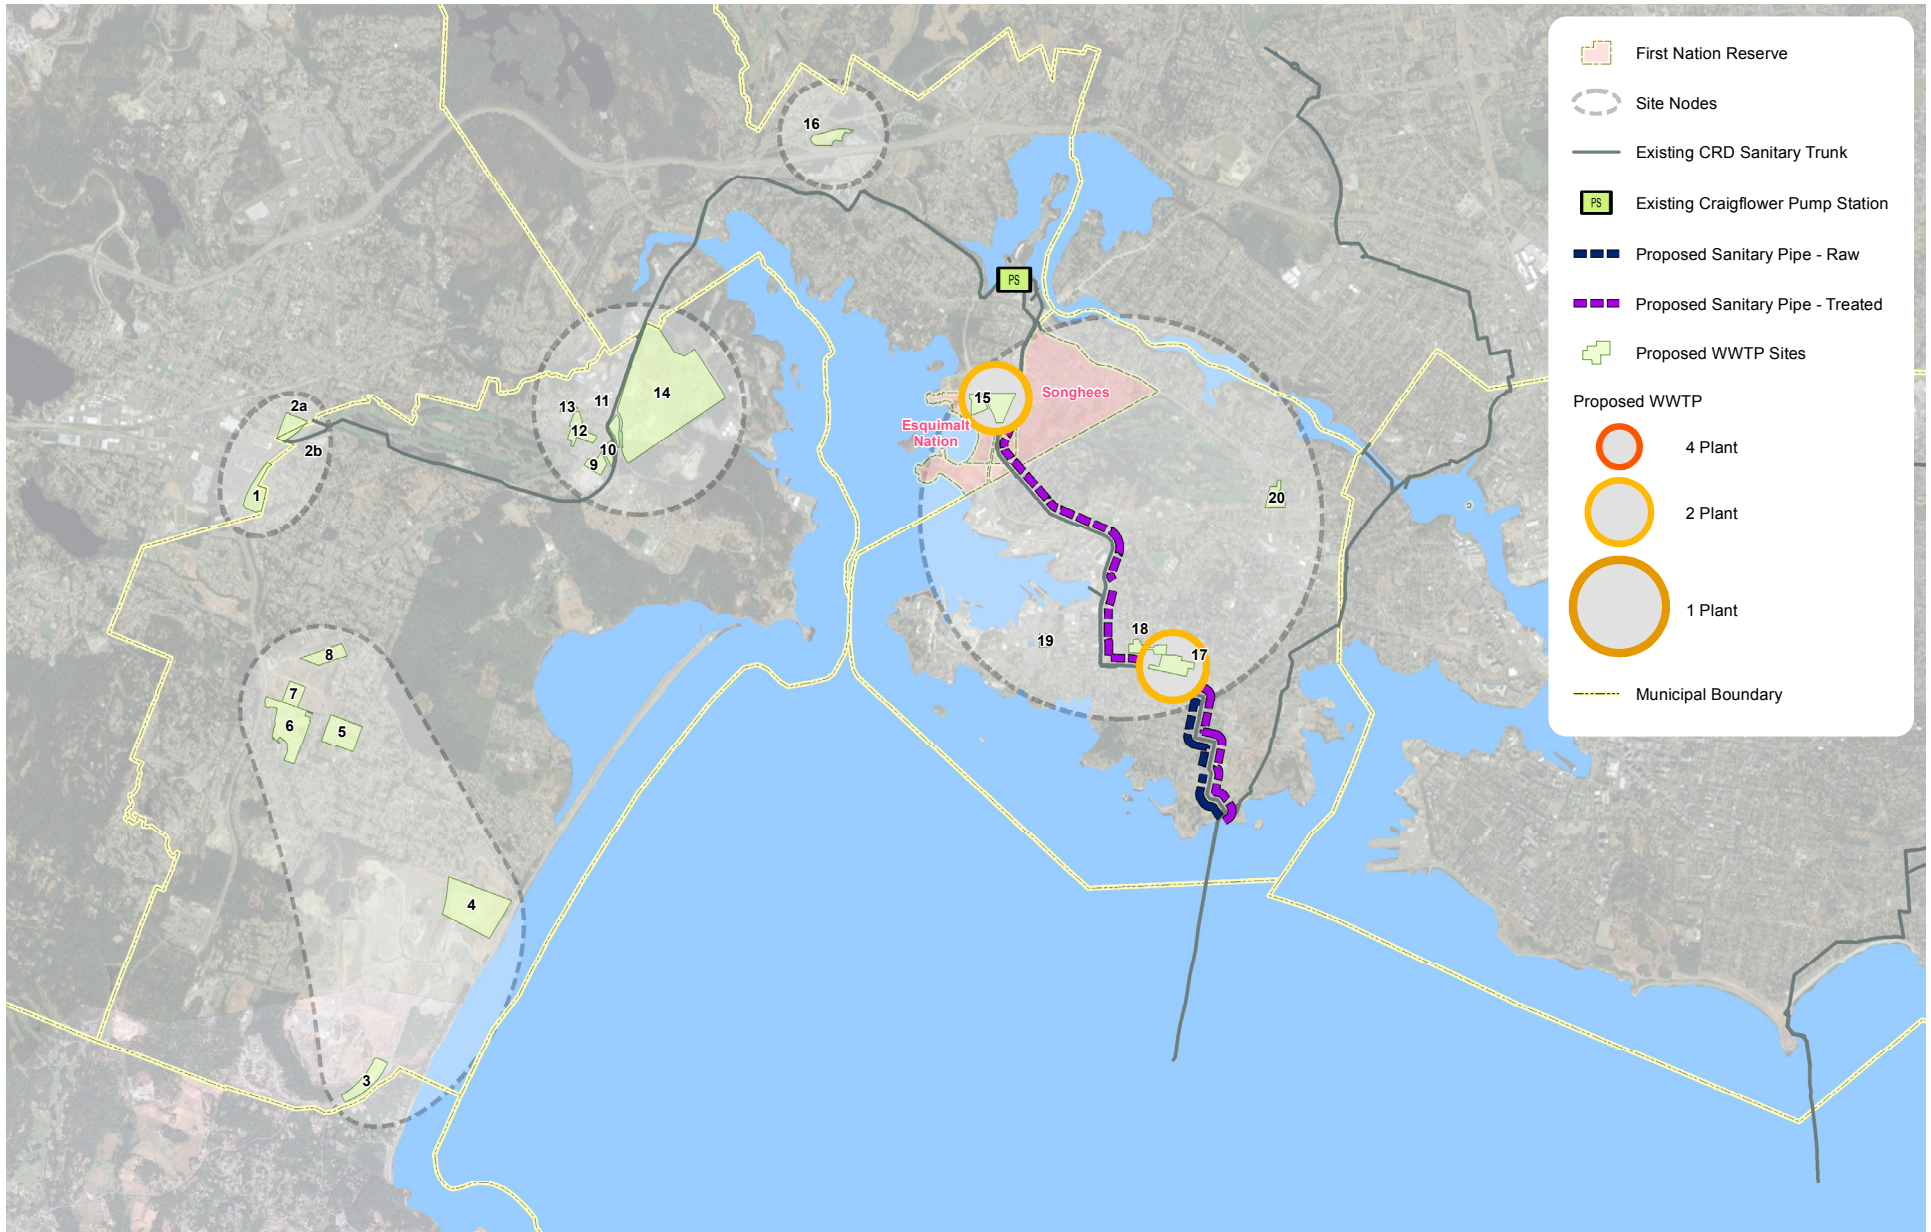 First Nation Reserve
Site Nodes
Existing CRD Sanitary Trunk
PS
Existing Craigflower Pump Station
Proposed Sanitary Pipe - Raw
Proposed Sanitary Pipe - Treated
Proposed WWTP Sites
Proposed WWTP
4 Plant
2 Plant
1 Plant
Municipal Boundary
16
PS
14
11
13
12
10
9
2a
2b
1
15
Songhees
Esquimalt
Nation
20
18
17
19
8
7
6
5
4
3